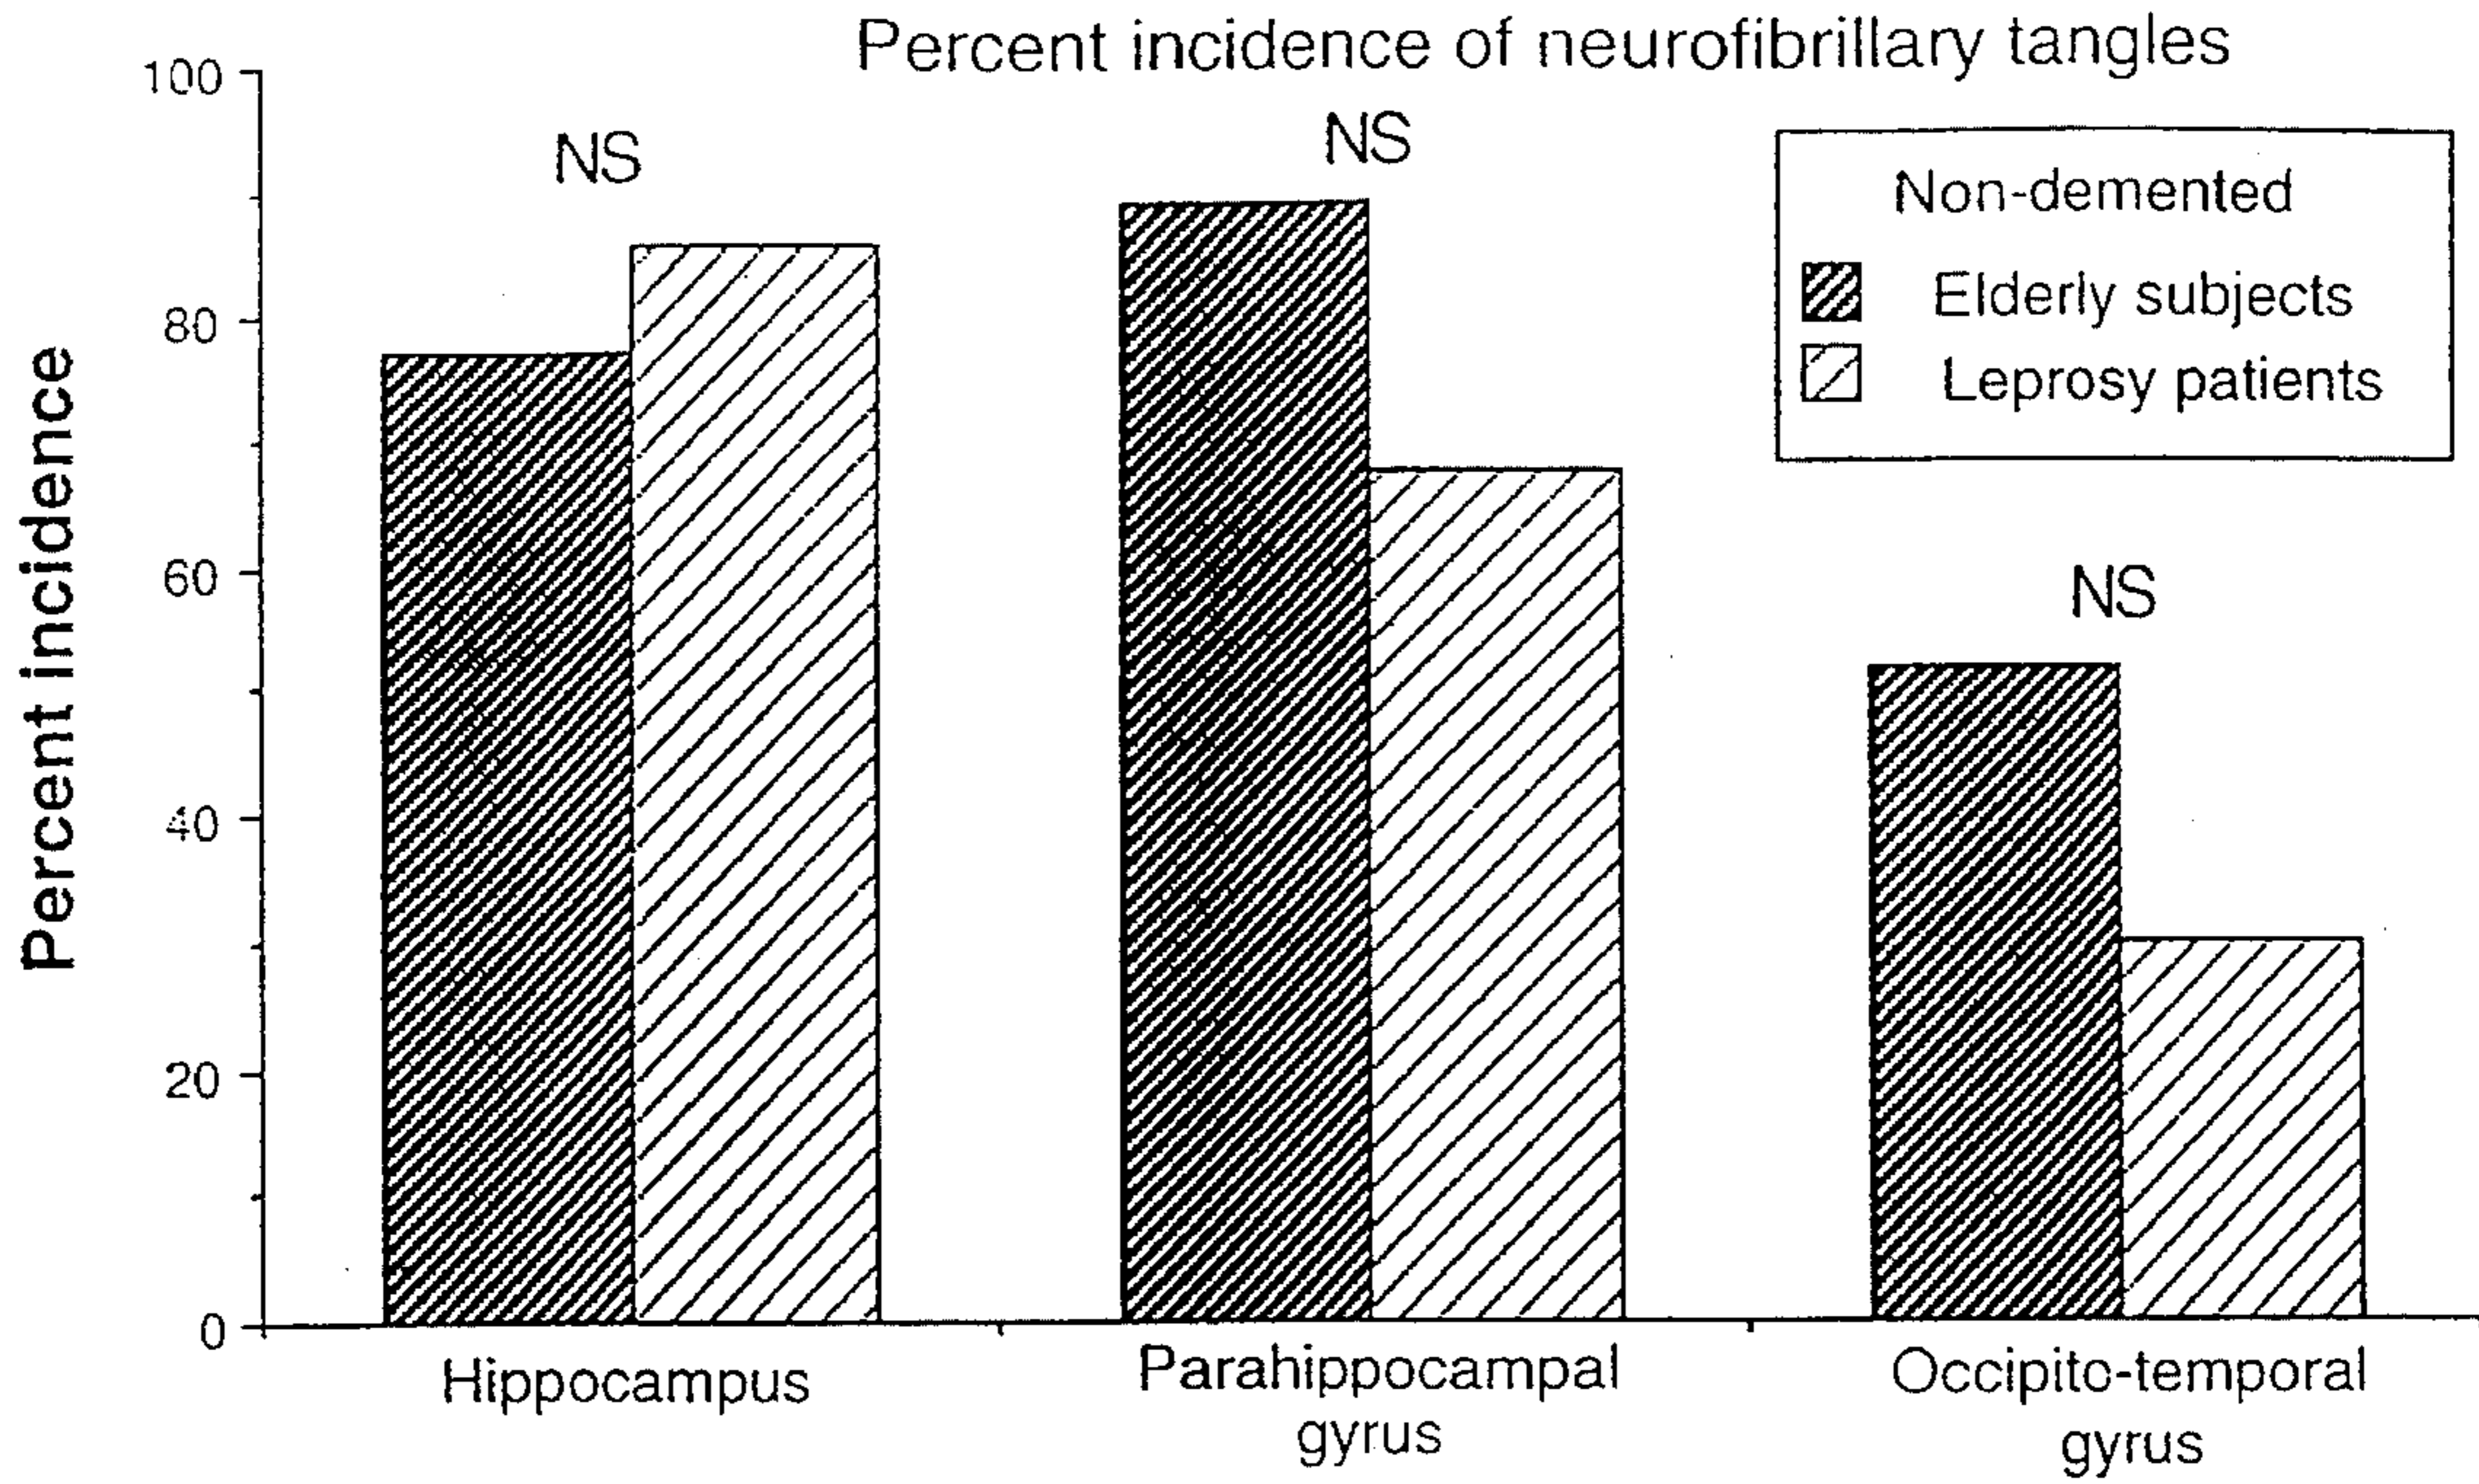 Percent incidence of neurofibrillary tangles
100
80
60
40
20
0
Percent incidence
NS
NS
NS
Non-demented
Elderly subjects
Leprosy patients
Hippocampus
Parahippocampal
gyrus
Occipito-temporal
gyrus